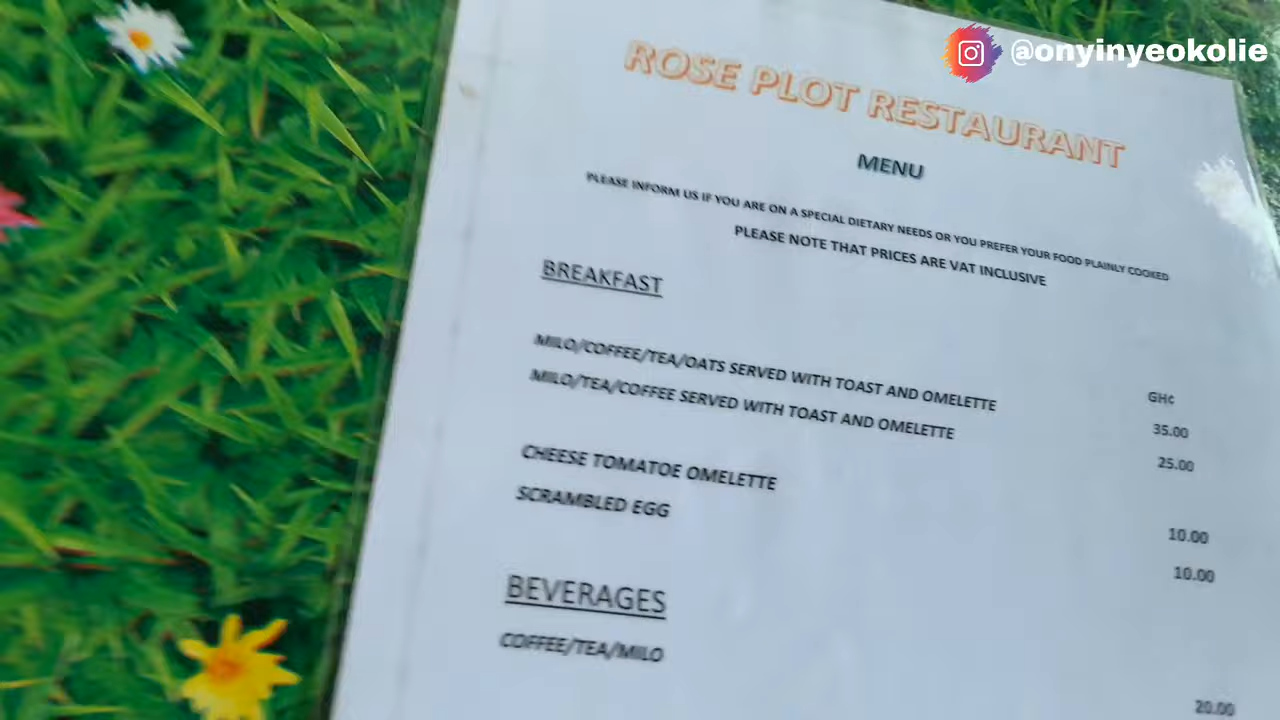 @onyinyeokolie
ROSE PLOT RESTAURANT
MENU
PLEASE INFORM US IF YOU ARE ON A SPECIAL DIETARY NEEDS OR YOU PREFER YOUR FOOD PLAINLY COOKED
PLEASE NOTE THAT PRICES ARE VAT INCLUSIVE
BREAKFAST
GH¢
MILO/COFFEE/TEA/OATS SERVED WITH TOAST AND OMELETTE 35.00
MILO/TEA/COFFEE SERVED WITH TOAST AND OMELETTE 25.00
CHEESE TOMATOE OMELETTE 10.00
SCRAMBLED EGG 10.00
BEVERAGES
COFFEE/TEA/MILO 20.00